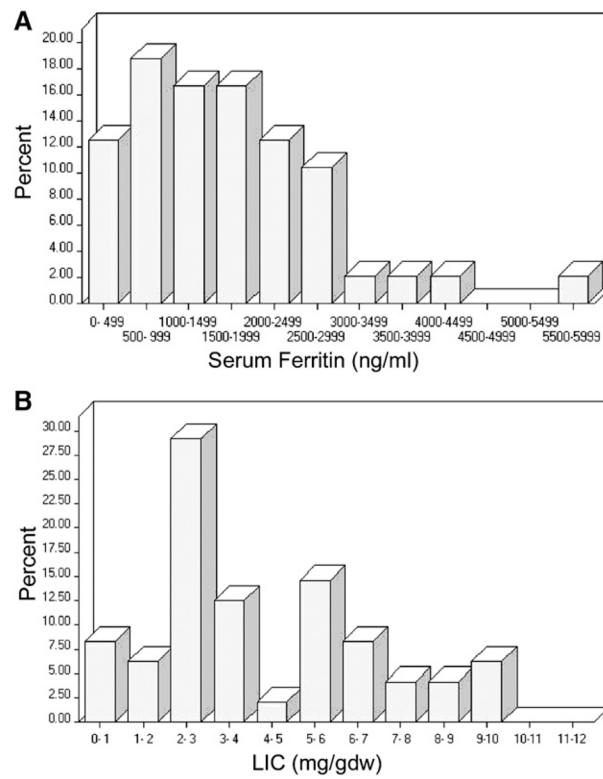 A
20.00
18.00
16.00
14.00
12.00
10.00
8.00
6.00
4.00
2.00
0.00
Percent
0- 499 1000-1499 2000-2499 3000-3499 4000-4499 5000-5499
500- 999 1500-1999 2500-2999 3500-3999 4500-4999 5500-5999
Serum Ferritin (ng/ml)
B
30.00
27.50
25.00
22.50
20.00
17.50
15.00
12.50
10.00
7.50
5.00
2.50
0.00
Percent
0- 1 1- 2 2- 3 3- 4 4- 5 5- 6 6- 7 7- 8 8- 9 9-10 10-11 11-12
LIC (mg/gdw)